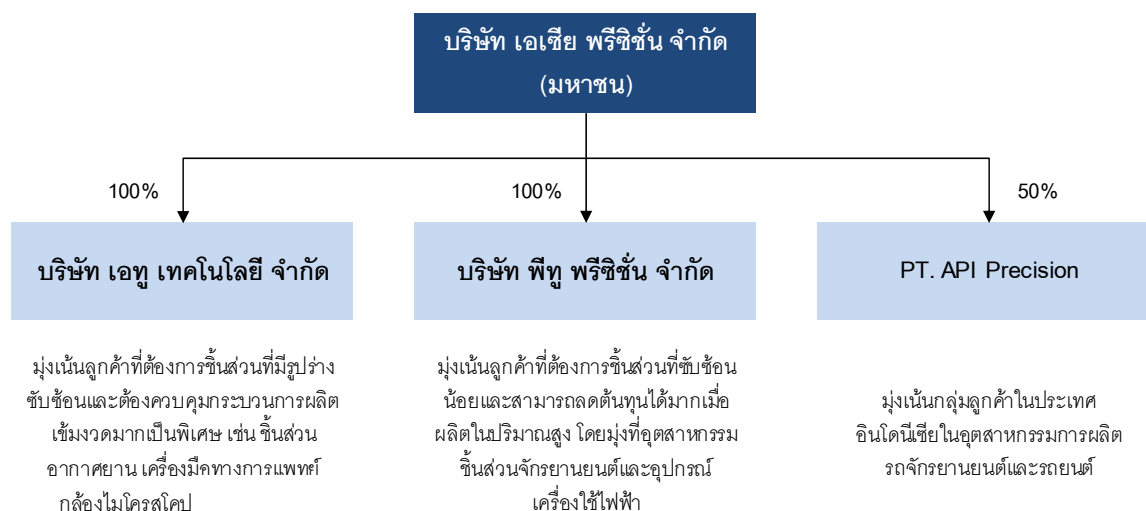 บริษัท เอเซีย พรีซิชั่น จำกัด
(มหาชน)
100%
100%
50%
บริษัท เอทู เทคโนโลยี จำกัด
บริษัท พีทู พรีซิชั่น จำกัด
PT. API Precision
มุ่งเน้นลูกค้าที่ต้องการชิ้นส่วนที่มีรูปร่าง
ซับซ้อนและต้องควบคุมกระบวนการผลิต
เข้มงวดมากเป็นพิเศษ เช่น ชิ้นส่วน
อากาศยาน เครื่องมือทางการแพทย์
กล้องไมโครสโคป
มุ่งเน้นลูกค้าที่ต้องการชิ้นส่วนที่ซับซ้อน
น้อยและสามารถลดต้นทุนได้มากเมื่อ
ผลิตในปริมาณสูง โดยมุ่งที่อุตสาหกรรม
ชิ้นส่วนจักรยานยนต์และอุปกรณ์
เครื่องใช้ไฟฟ้า
มุ่งเน้นกลุ่มลูกค้าในประเทศ
อินโดนีเซียในอุตสาหกรรมการผลิต
รถจักรยานยนต์และรถยนต์